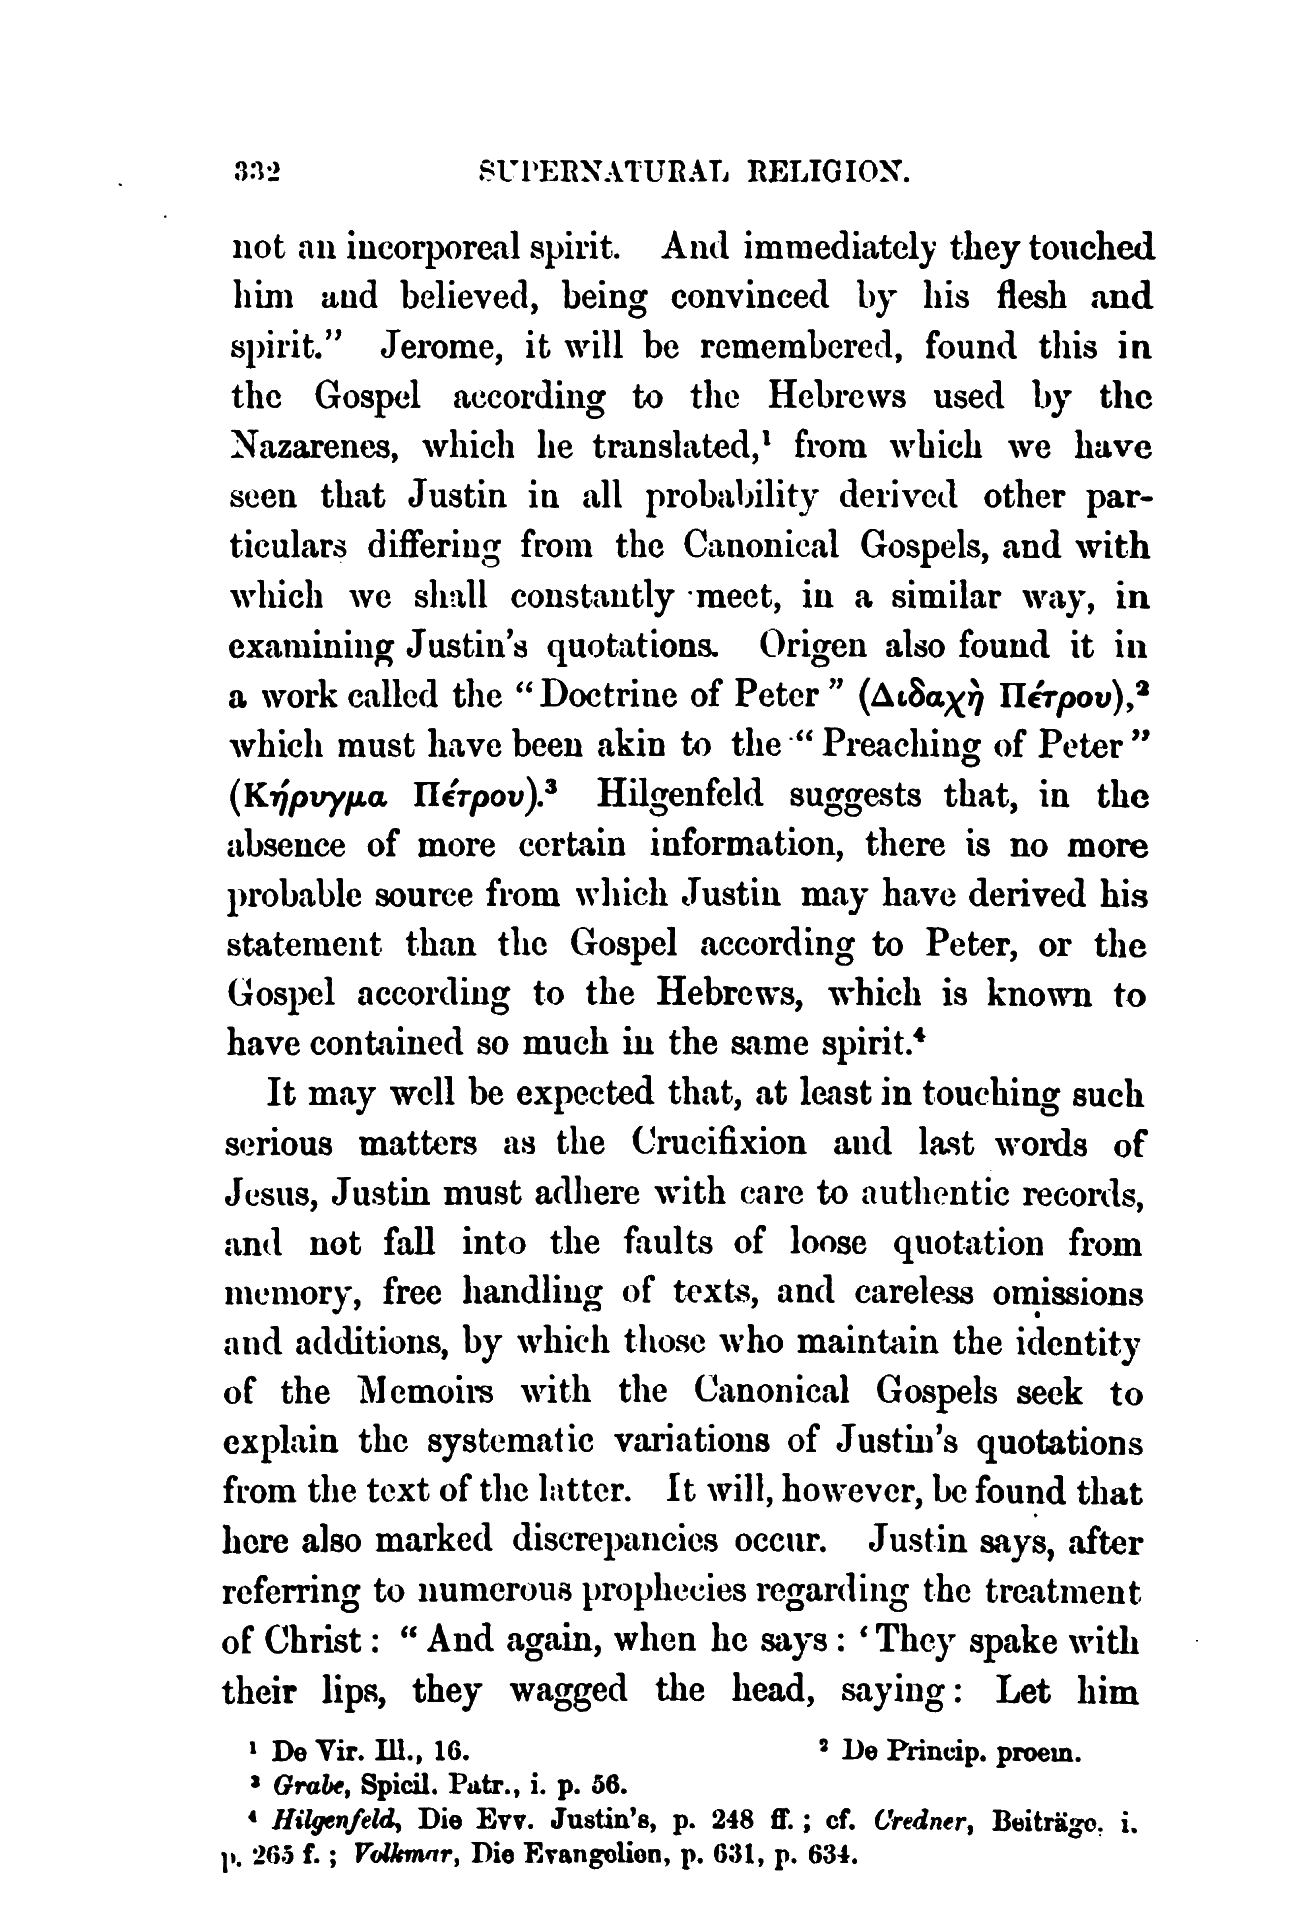 332 SUPERNATURAL RELIGION.
not an incorporeal spirit. And immediately they touched
him and believed, being convinced by his flesh and
spirit.” Jerome, it will be remembered, found this in
the Gospel according to the Hebrews used by the
Nazarenes, which he translated,¹ from which we have
seen that Justin in all probability derived other par-
ticulars differing from the Canonical Gospels, and with
which we shall constantly meet, in a similar way, in
examining Justin’s quotations. Origen also found it in
a work called the “Doctrine of Peter” (Διδαχὴ Πέτρου),²
which must have been akin to the “Preaching of Peter”
(Κήρυγμα Πέτρου).³ Hilgenfeld suggests that, in the
absence of more certain information, there is no more
probable source from which Justin may have derived his
statement than the Gospel according to Peter, or the
Gospel according to the Hebrews, which is known to
have contained so much in the same spirit.⁴
It may well be expected that, at least in touching such
serious matters as the Crucifixion and last words of
Jesus, Justin must adhere with care to authentic records,
and not fall into the faults of loose quotation from
memory, free handling of texts, and careless omissions
and additions, by which those who maintain the identity
of the Memoirs with the Canonical Gospels seek to
explain the systematic variations of Justin’s quotations
from the text of the latter. It will, however, be found that
here also marked discrepancies occur. Justin says, after
referring to numerous prophecies regarding the treatment
of Christ: “And again, when he says: ‘They spake with
their lips, they wagged the head, saying: Let him
¹ De Vir. Ill., 16. ² De Princip. proem.
³ Grabe, Spicil. Patr., i. p. 56.
⁴ Hilgenfeld, Die Evv. Justin’s, p. 248 ff.; cf. Credner, Beiträge, i.
p. 265 f.; Volkmar, Die Evangelien, p. 631, p. 634.